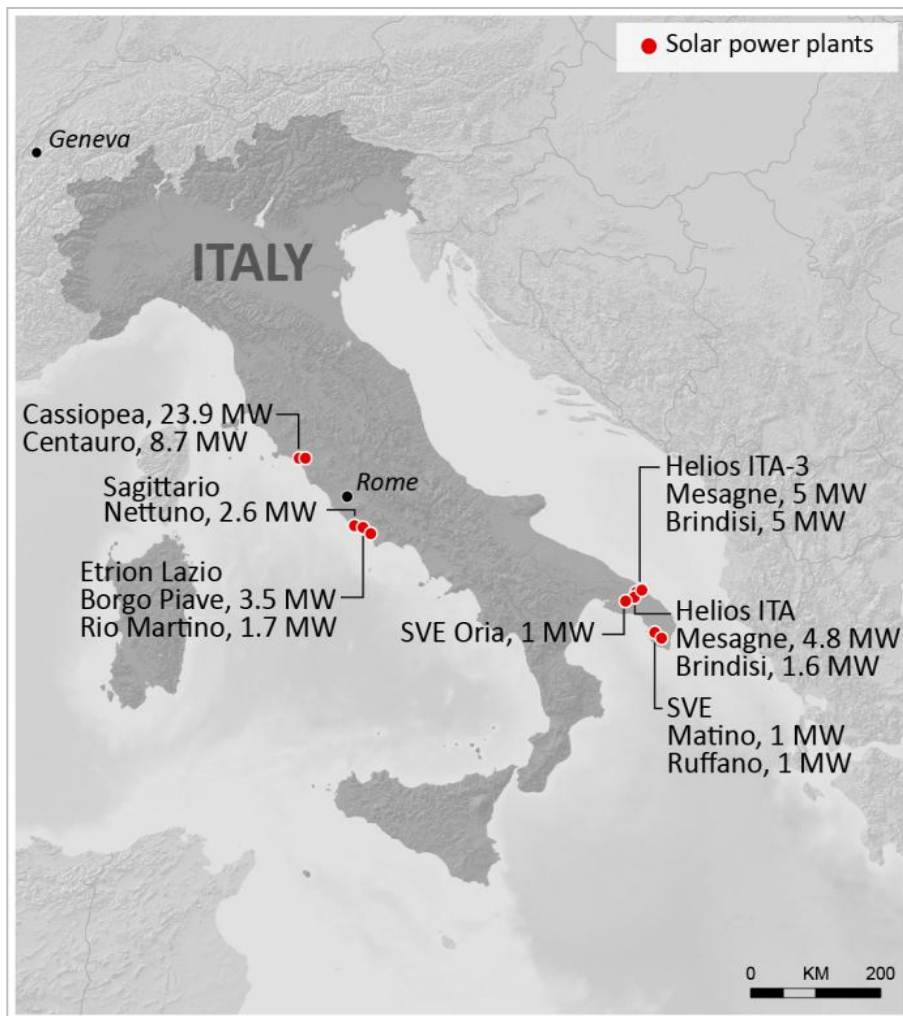 Solar power plants
Geneva
ITALY
Cassiopea, 23.9 MW
Centauro, 8.7 MW
Rome
Sagittario
Nettuno, 2.6 MW
Etrion Lazio
Borgo Piave, 3.5 MW
Rio Martino, 1.7 MW
Helios ITA-3
Mesagne, 5 MW
Brindisi, 5 MW
SVE Oria, 1 MW
Helios ITA
Mesagne, 4.8 MW
Brindisi, 1.6 MW
SVE
Matino, 1 MW
Ruffano, 1 MW
0 KM 200